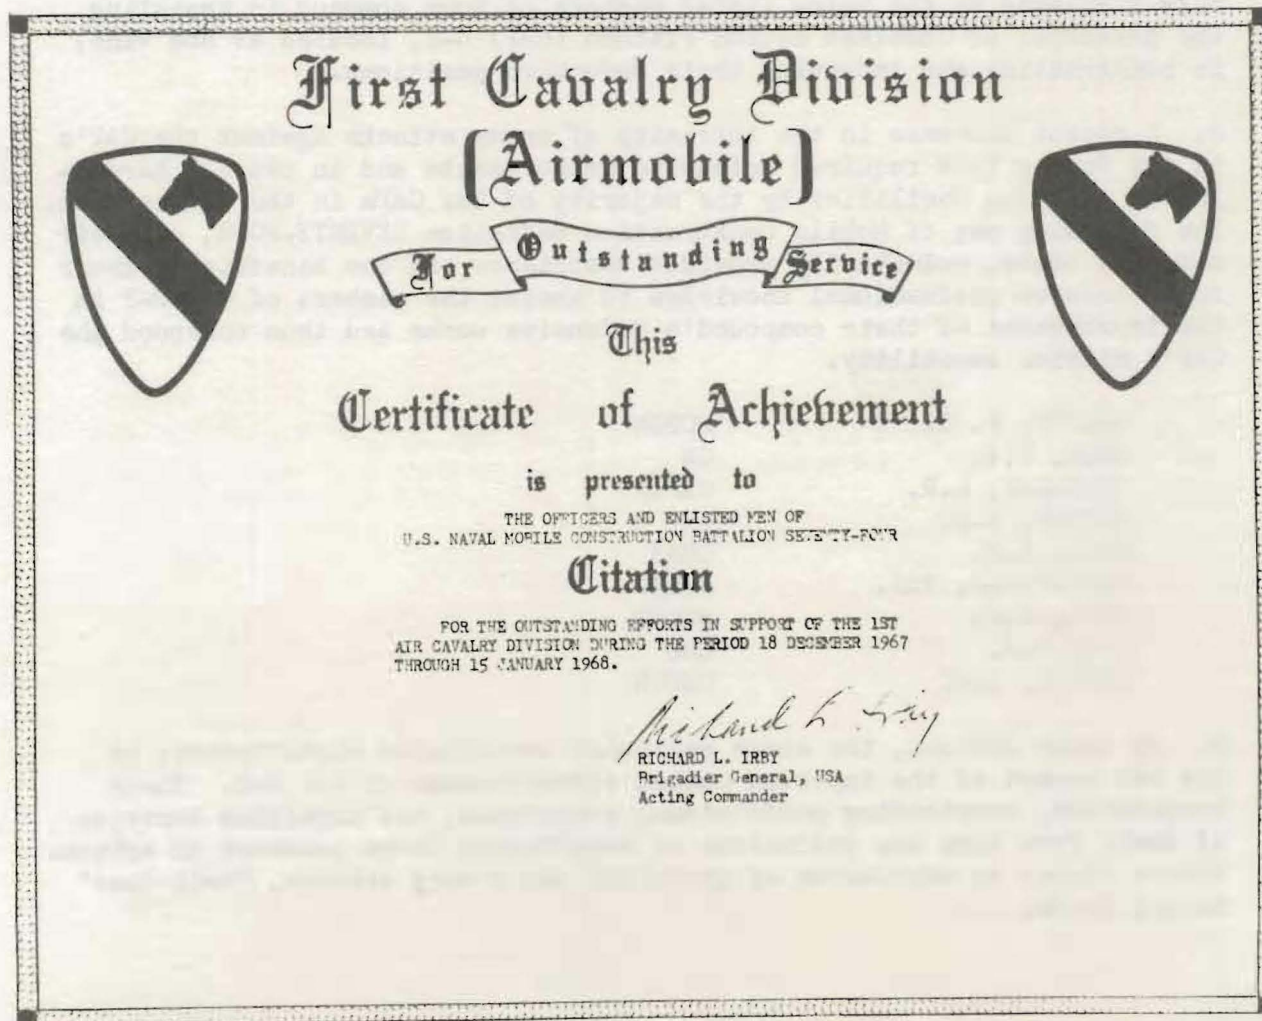 First Cavalry Division
(Airmobile)
For Outstanding Service
This
Certificate of Achievement
is presented to
THE OFFICERS AND ENLISTED MEN OF
U.S. NAVAL MOBILE CONSTRUCTION BATTALION SEVENTY-FOUR
Citation
FOR THE OUTSTANDING EFFORTS IN SUPPORT OF THE 1ST
AIR CAVALRY DIVISION DURING THE PERIOD 18 DECEMBER 1967
THROUGH 15 JANUARY 1968.
Richard L Irby
RICHARD L. IRBY
Brigadier General, USA
Acting Commander